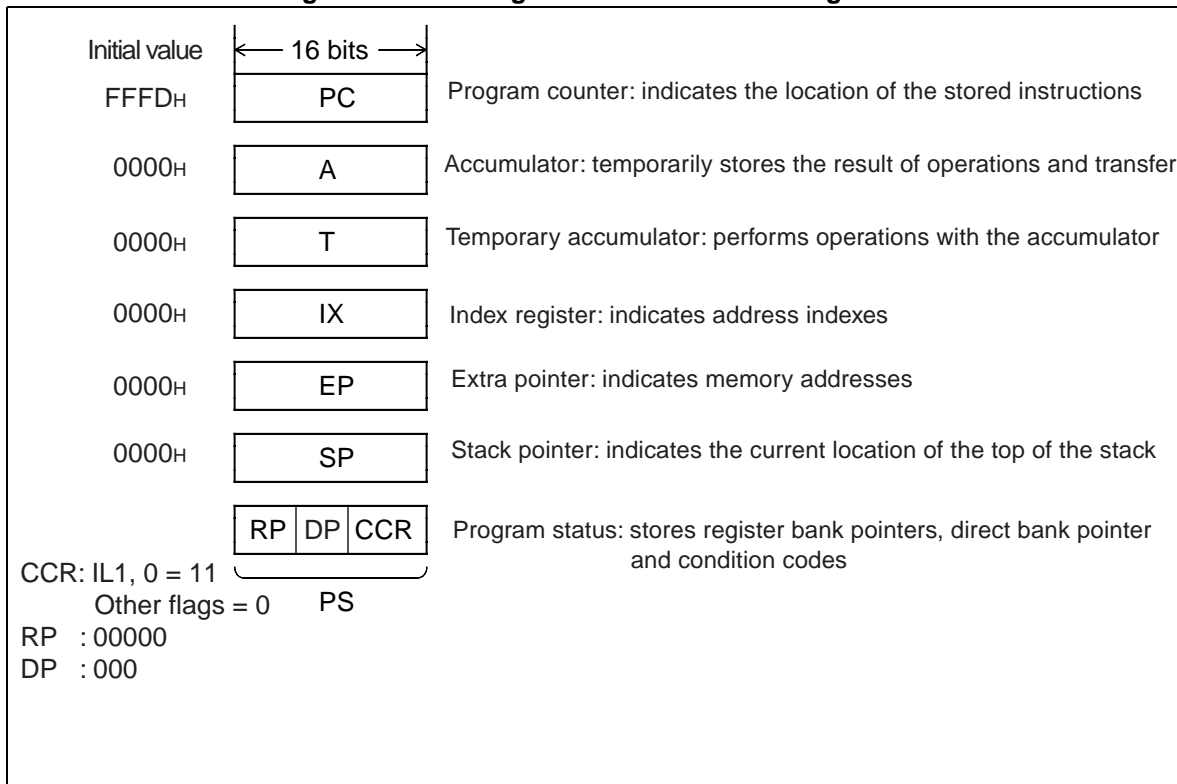 Initial value 16 bits
FFFDH PC Program counter: indicates the location of the stored instructions
0000H A Accumulator: temporarily stores the result of operations and transfer
0000H T Temporary accumulator: performs operations with the accumulator
0000H IX Index register: indicates address indexes
0000H EP Extra pointer: indicates memory addresses
0000H SP Stack pointer: indicates the current location of the top of the stack
RP DP CCR Program status: stores register bank pointers, direct bank pointer
and condition codes
CCR: IL1, 0 = 11
Other flags = 0 PS
RP : 00000
DP : 000